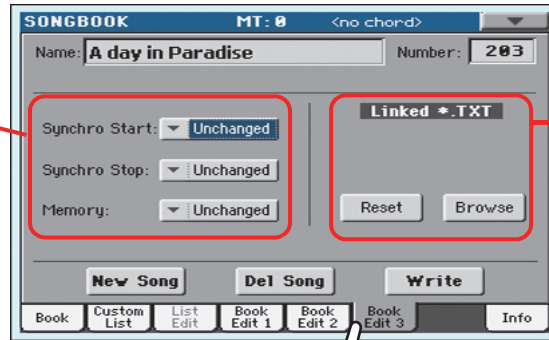 SONGBOOK MT:0 <no chord>
Name: A day in Paradise Number: 203
Linked *.TXT
Synchro Start: Unchanged
Synchro Stop: Unchanged
Memory: Unchanged Reset Browse
New Song Del Song Write
Book Custom List List Edit Book Edit 1 Book Edit 2 Book Edit 3 Info